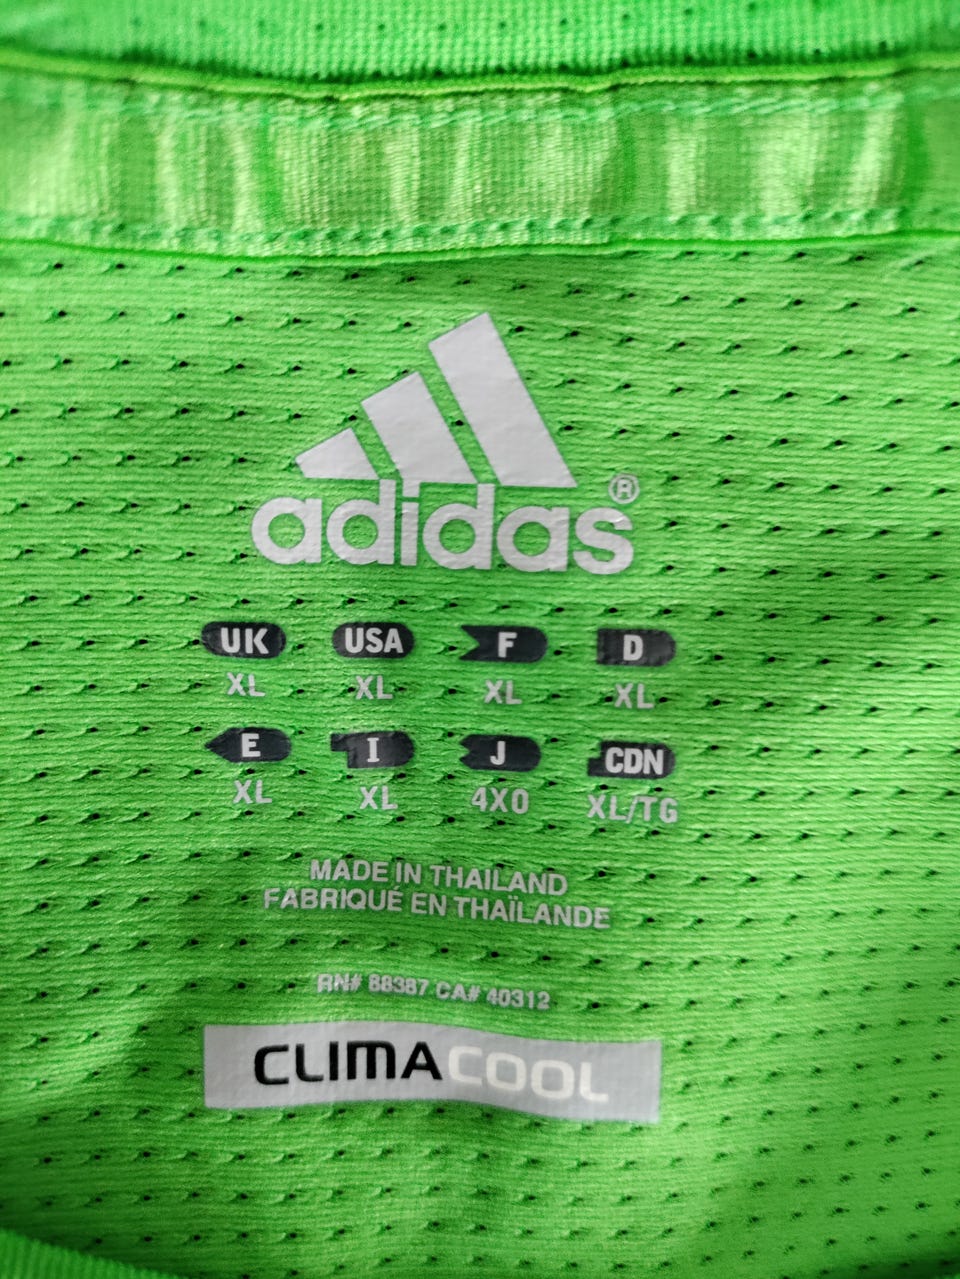 adidas®
UK USA F D
XL XL XL XL
E I J CDN
XL XL 4XO XL/TG
MADE IN THAILAND
FABRIQUÉ EN THAÏLANDE
RN# 88387 CA# 40312
CLIMACOOL